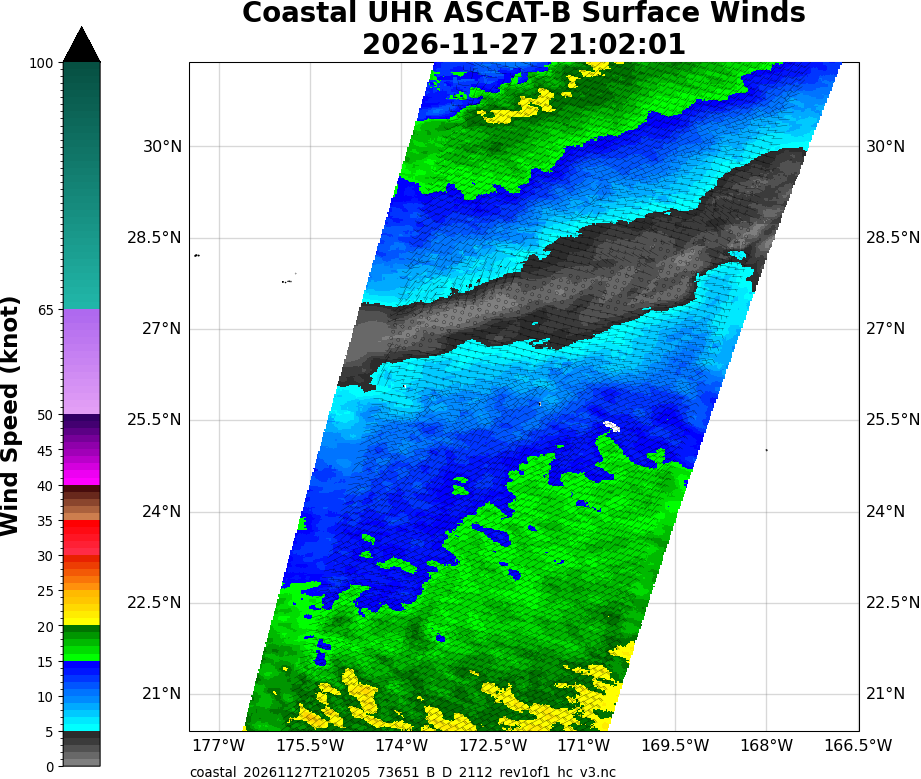 Coastal UHR ASCAT-B Surface Winds
2026-11-27 21:02:01
Wind Speed (knot)
100
65
50
45
40
35
30
25
20
15
10
5
0
30°N 30°N
28.5°N 28.5°N
27°N 27°N
25.5°N 25.5°N
24°N 24°N
22.5°N 22.5°N
21°N 21°N
177°W 175.5°W 174°W 172.5°W 171°W 169.5°W 168°W 166.5°W
coastal_20261127T210205_73651_B_D_2112_rev1of1_hc_v3.nc